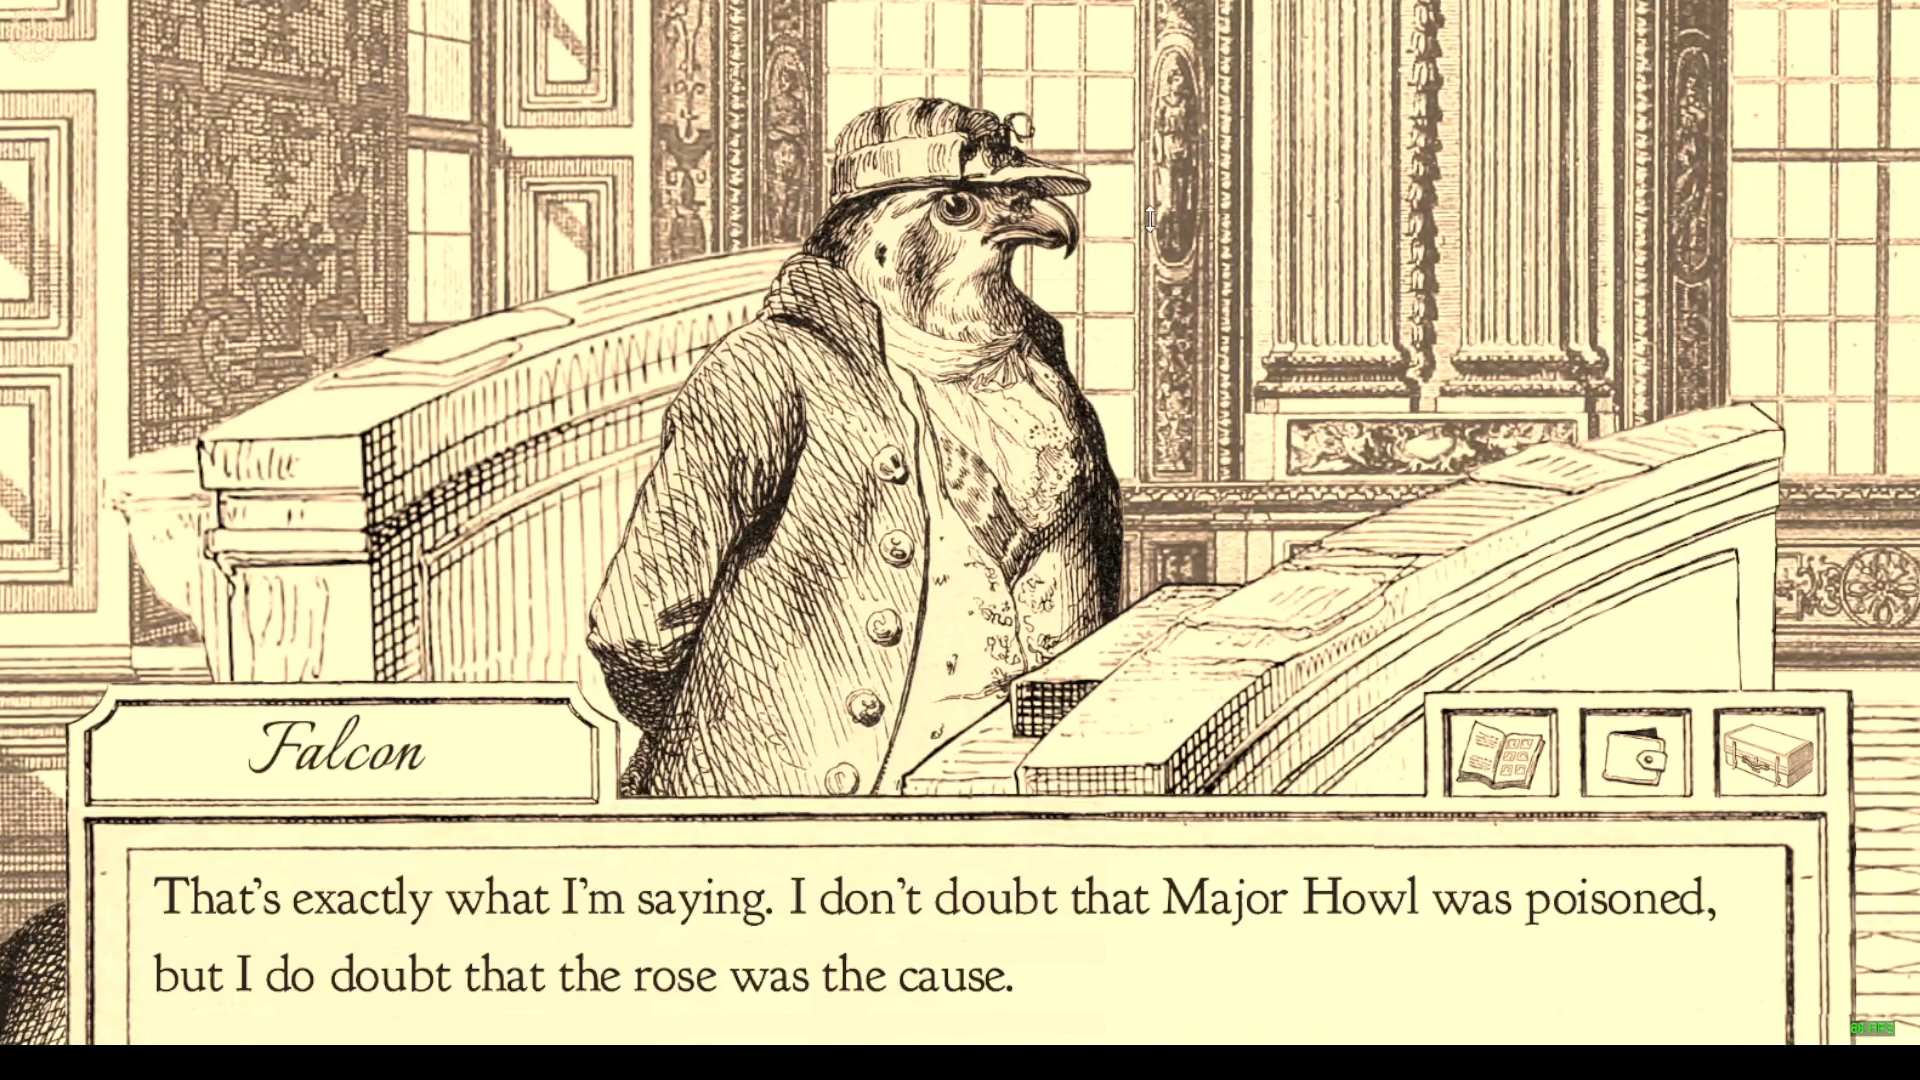 Falcon
That's exactly what I'm saying. I don't doubt that Major Howl was poisoned,
but I do doubt that the rose was the cause.